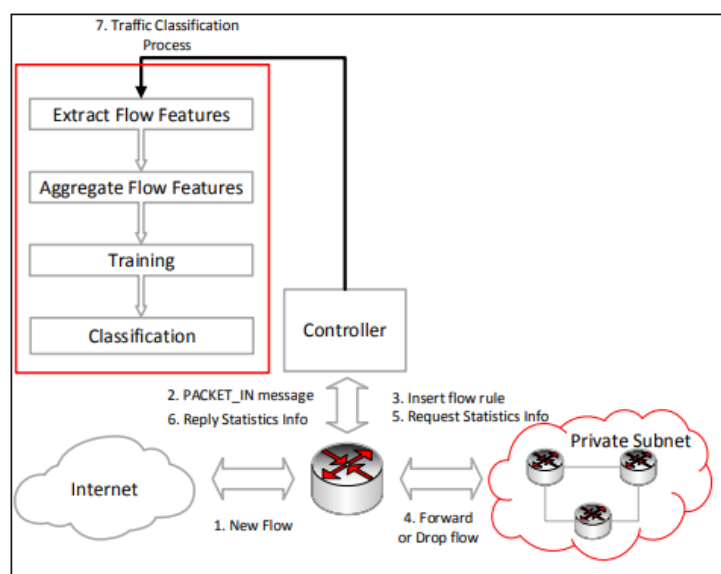 7. Traffic Classification
Process
Extract Flow Features
Aggregate Flow Features
Training
Classification
Controller
2. PACKET_IN message
6. Reply Statistics Info
3. Insert flow rule
5. Request Statistics Info
Internet
1. New Flow
4. Forward
or Drop flow
Private Subnet